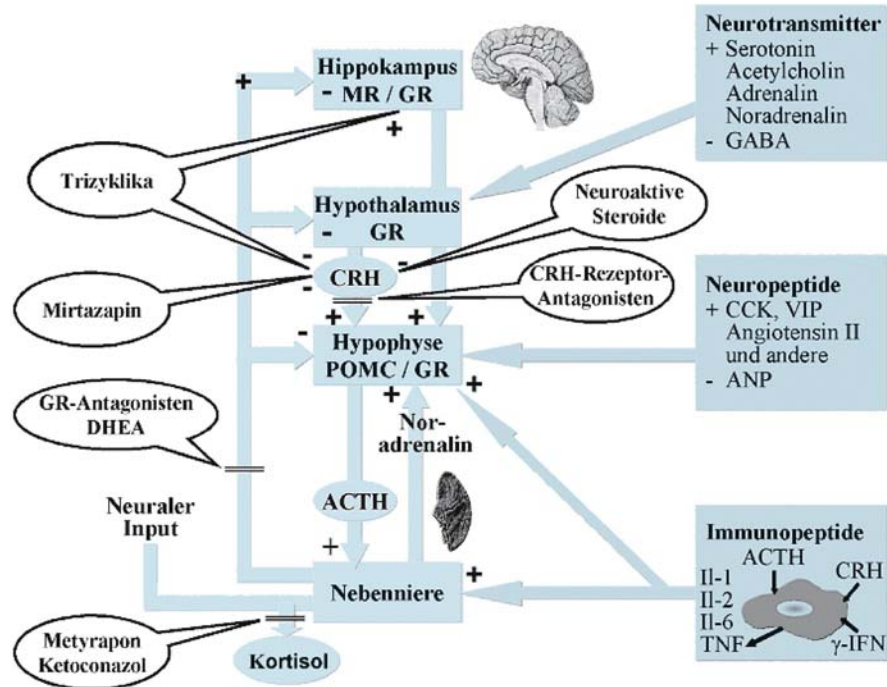 Hippokampus
- MR / GR
+
+
Neurotransmitter
+ Serotonin
Acetylcholin
Adrenalin
Noradrenalin
- GABA
Trizyklika
Hypothalamus
- GR
Neuroaktive
Steroide
-
CRH
-
-
Mirtazapin
CRH-Rezeptor-
Antagonisten
+
+
-
Hypophyse
POMC / GR
+
+
Neuropeptide
+ CCK, VIP
Angiotensin II
und andere
- ANP
GR-Antagonisten
DHEA
Nor-
adrenalin
Neuraler
Input
ACTH
+
Nebenniere
+
Immunopeptide
ACTH
CRH
Il-1
Il-2
Il-6
TNF
γ-IFN
Metyrapon
Ketoconazol
Kortisol